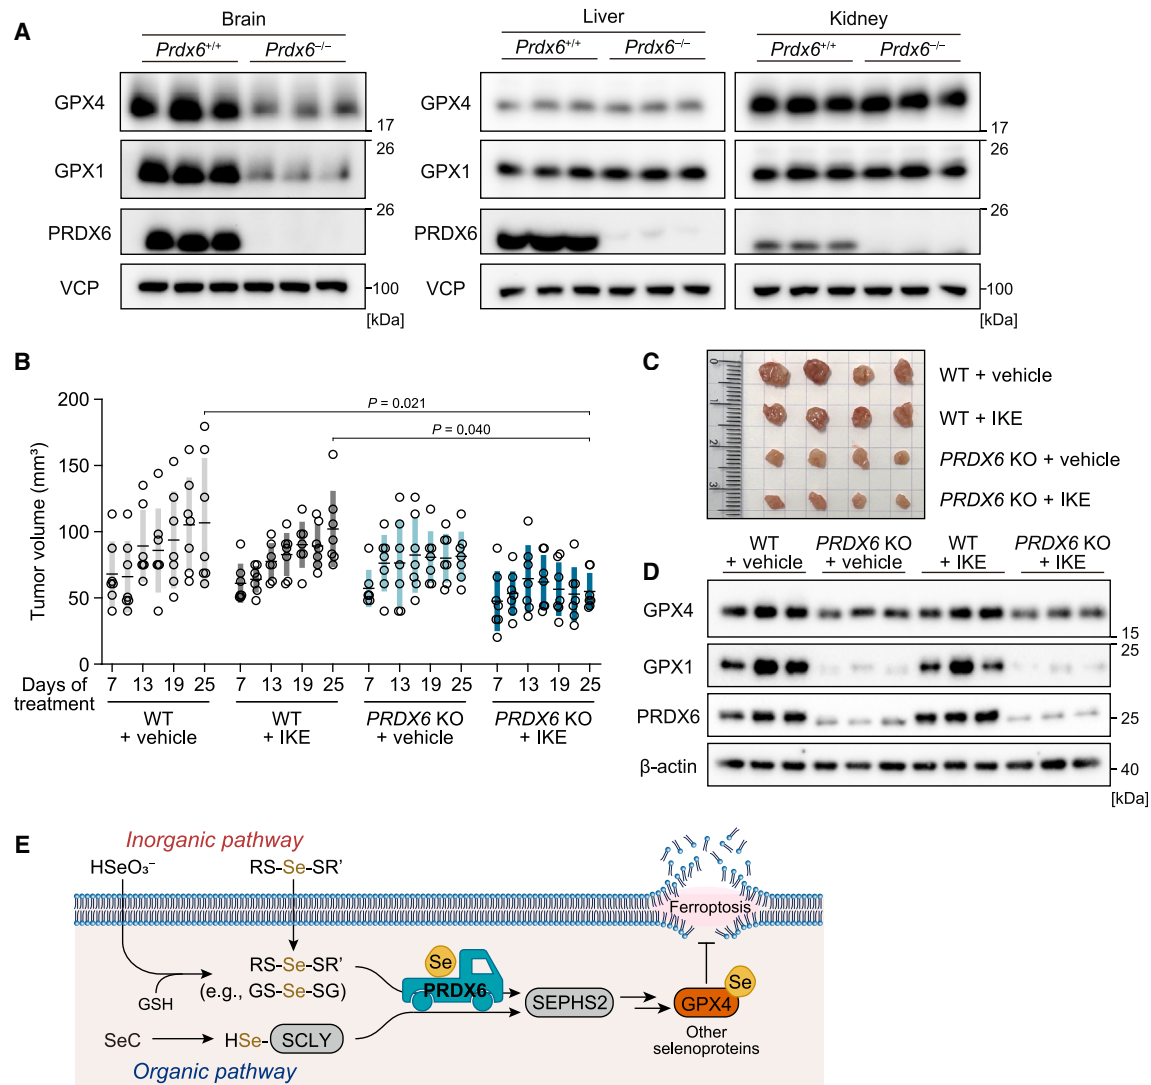 A
Brain
Liver
Kidney
Prdx6+/+ Prdx6–/–
Prdx6+/+ Prdx6–/–
Prdx6+/+ Prdx6–/–
GPX4
GPX4
17
17
GPX1
26
GPX1
26
PRDX6
26
PRDX6
26
VCP
100
VCP
100
[kDa]
[kDa]
B
Tumor volume (mm³)
200
150
100
50
0
P = 0.021
P = 0.040
Days of
treatment
7 13 19 25
7 13 19 25
7 13 19 25
7 13 19 25
WT
+ vehicle
WT
+ IKE
PRDX6 KO
+ vehicle
PRDX6 KO
+ IKE
C
0
1
2
3
WT + vehicle
WT + IKE
PRDX6 KO + vehicle
PRDX6 KO + IKE
D
WT
+ vehicle
PRDX6 KO
+ vehicle
WT
+ IKE
PRDX6 KO
+ IKE
GPX4
15
GPX1
25
PRDX6
25
β-actin
40
[kDa]
E
Inorganic pathway
HSeO₃⁻
RS-Se-SR’
Ferroptosis
RS-Se-SR’
(e.g., GS-Se-SG)
GSH
Se
PRDX6
SEPHS2
Se
GPX4
Other
selenoproteins
SeC
HSe-
SCLY
Organic pathway